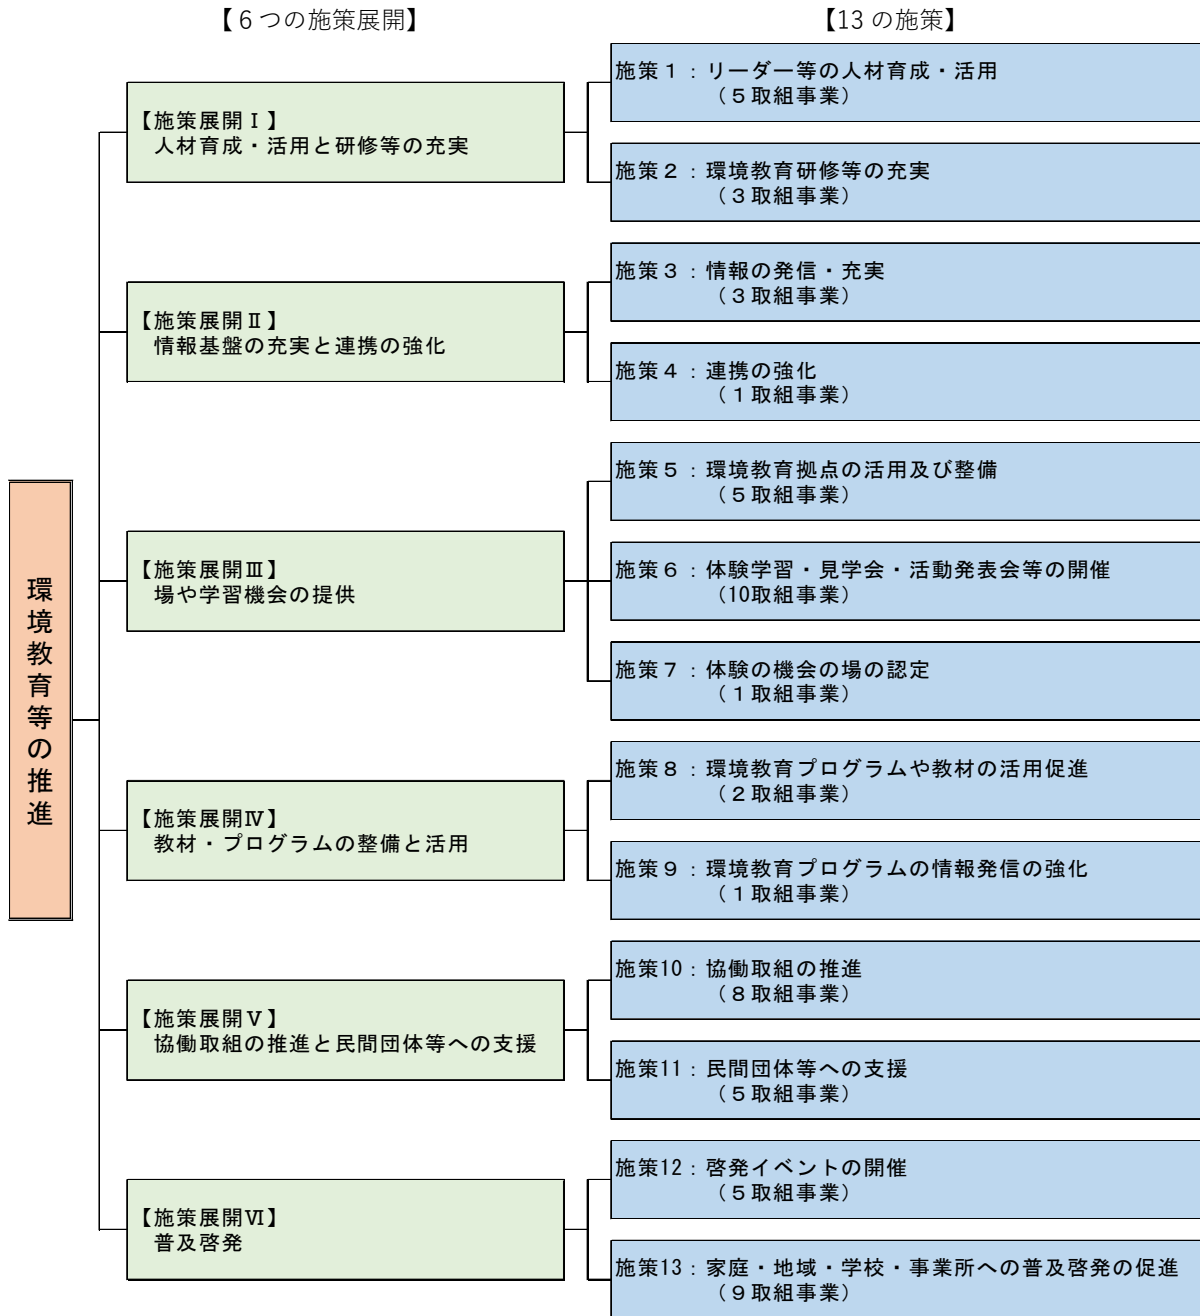 【６つの施策展開】
【13 の施策】
環境教育等の推進
【施策展開Ⅰ】
人材育成・活用と研修等の充実
施策１：リーダー等の人材育成・活用
（５取組事業）
施策２：環境教育研修等の充実
（３取組事業）
【施策展開Ⅱ】
情報基盤の充実と連携の強化
施策３：情報の発信・充実
（３取組事業）
施策４：連携の強化
（１取組事業）
【施策展開Ⅲ】
場や学習機会の提供
施策５：環境教育拠点の活用及び整備
（５取組事業）
施策６：体験学習・見学会・活動発表会等の開催
（10取組事業）
施策７：体験の機会の場の認定
（１取組事業）
【施策展開Ⅳ】
教材・プログラムの整備と活用
施策８：環境教育プログラムや教材の活用促進
（２取組事業）
施策９：環境教育プログラムの情報発信の強化
（１取組事業）
【施策展開Ⅴ】
協働取組の推進と民間団体等への支援
施策10：協働取組の推進
（８取組事業）
施策11：民間団体等への支援
（５取組事業）
【施策展開Ⅵ】
普及啓発
施策12：啓発イベントの開催
（５取組事業）
施策13：家庭・地域・学校・事業所への普及啓発の促進
（９取組事業）